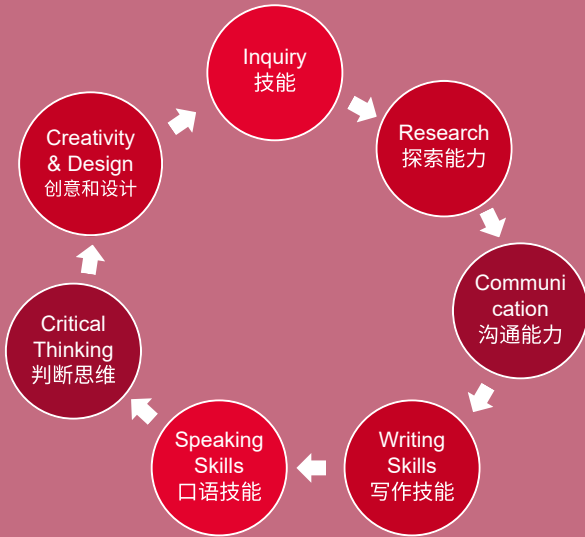 Inquiry
技能
Research
探索能力
Communi
cation
沟通能力
Writing
Skills
写作技能
Speaking
Skills
口语技能
Critical
Thinking
判断思维
Creativity
& Design
创意和设计